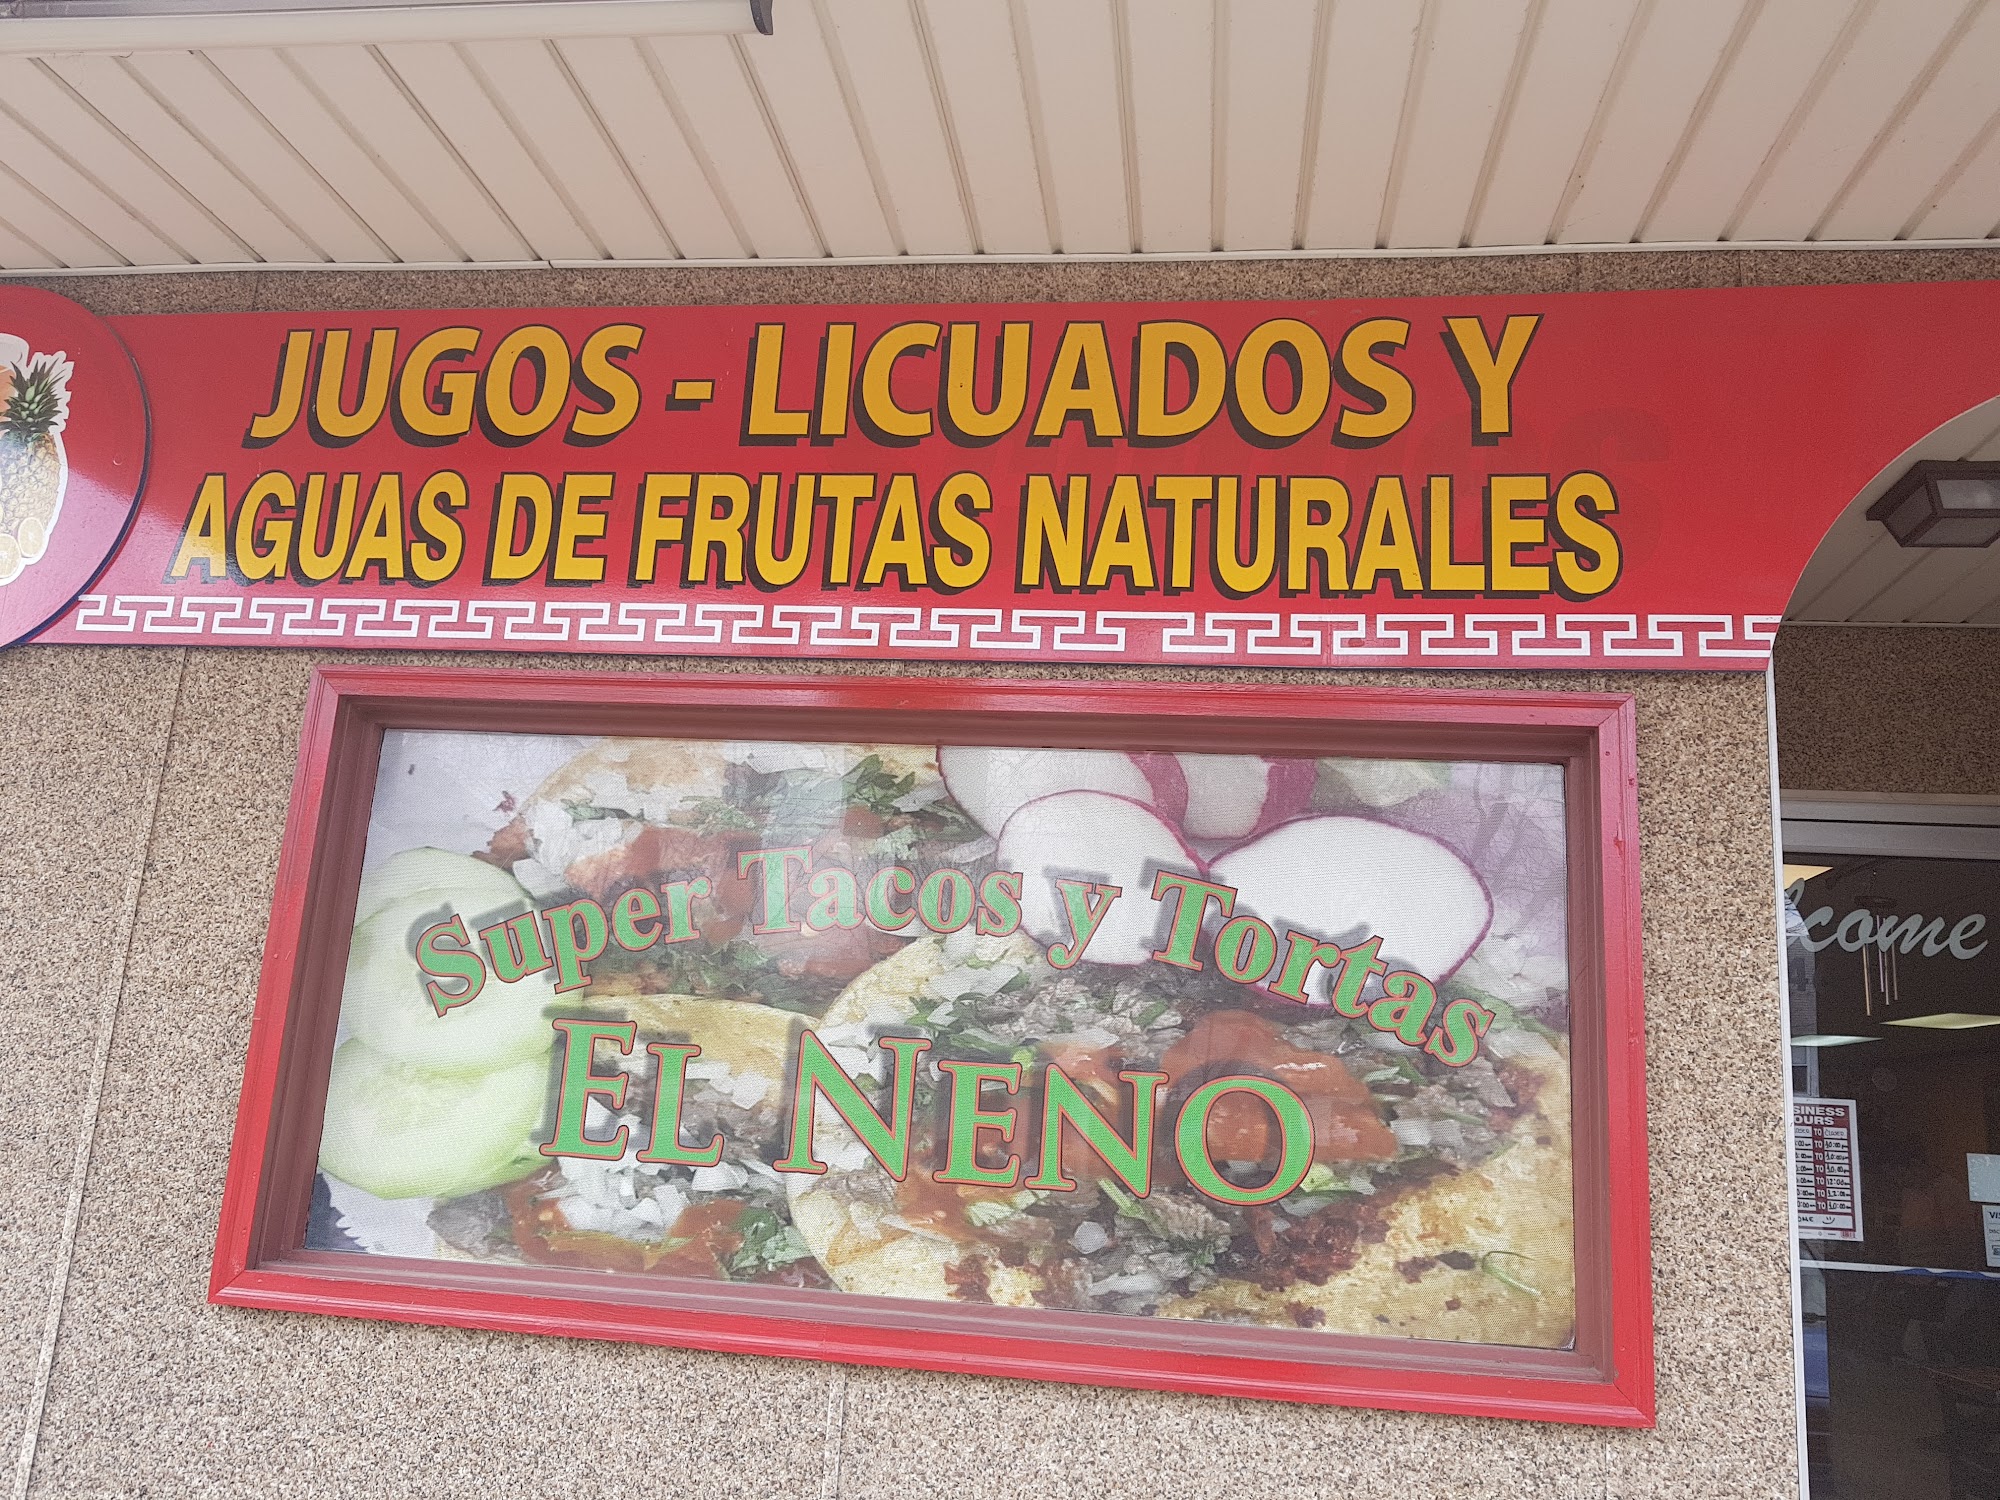 JUGOS - LICUADOS Y
AGUAS DE FRUTAS NATURALES
Super Tacos y Tortas
EL NENO